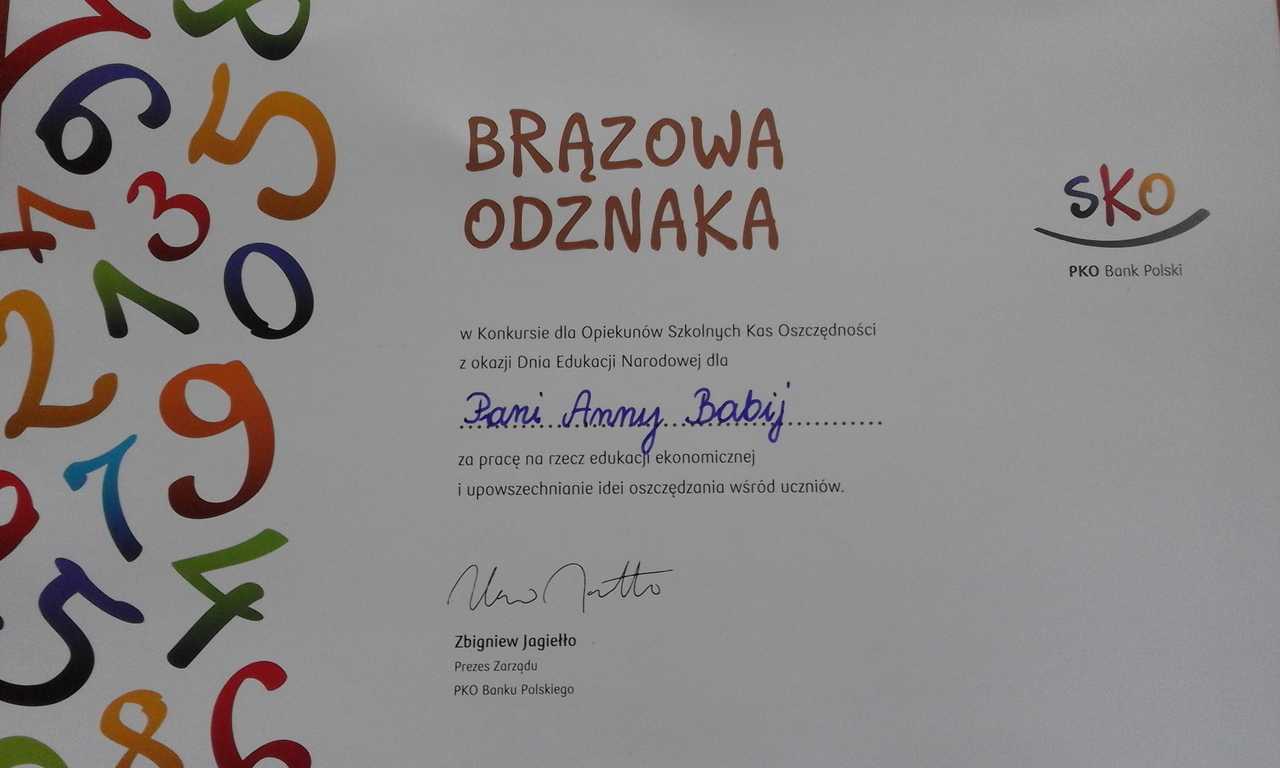 BRĄZOWA
ODZNAKA
SKO
PKO Bank Polski
w Konkursie dla Opiekunów Szkolnych Kas Oszczędności
z okazji Dnia Edukacji Narodowej dla
Pani Anny Babij
za pracę na rzecz edukacji ekonomicznej
i upowszechnianie idei oszczędzania wśród uczniów.
Zbigniew Jagiełło
Prezes Zarządu
PKO Banku Polskiego